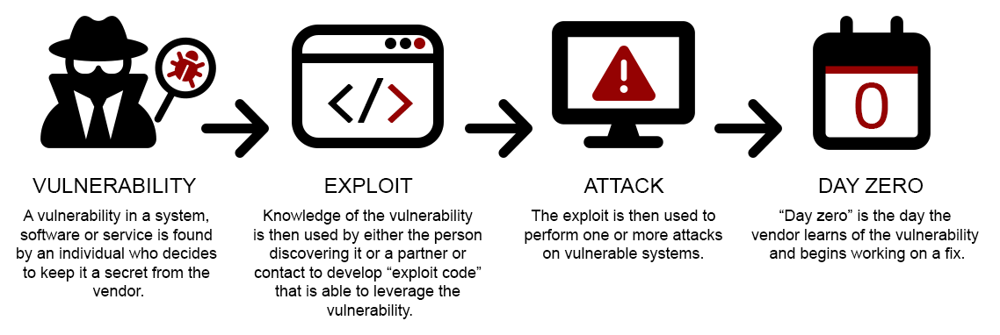 0
VULNERABILITY
A vulnerability in a system,
software or service is found
by an individual who decides
to keep it a secret from the
vendor.
EXPLOIT
Knowledge of the vulnerability
is then used by either the person
discovering it or a partner or
contact to develop “exploit code”
that is able to leverage the
vulnerability.
ATTACK
The exploit is then used to
perform one or more attacks
on vulnerable systems.
DAY ZERO
“Day zero” is the day the
vendor learns of the vulnerability
and begins working on a fix.